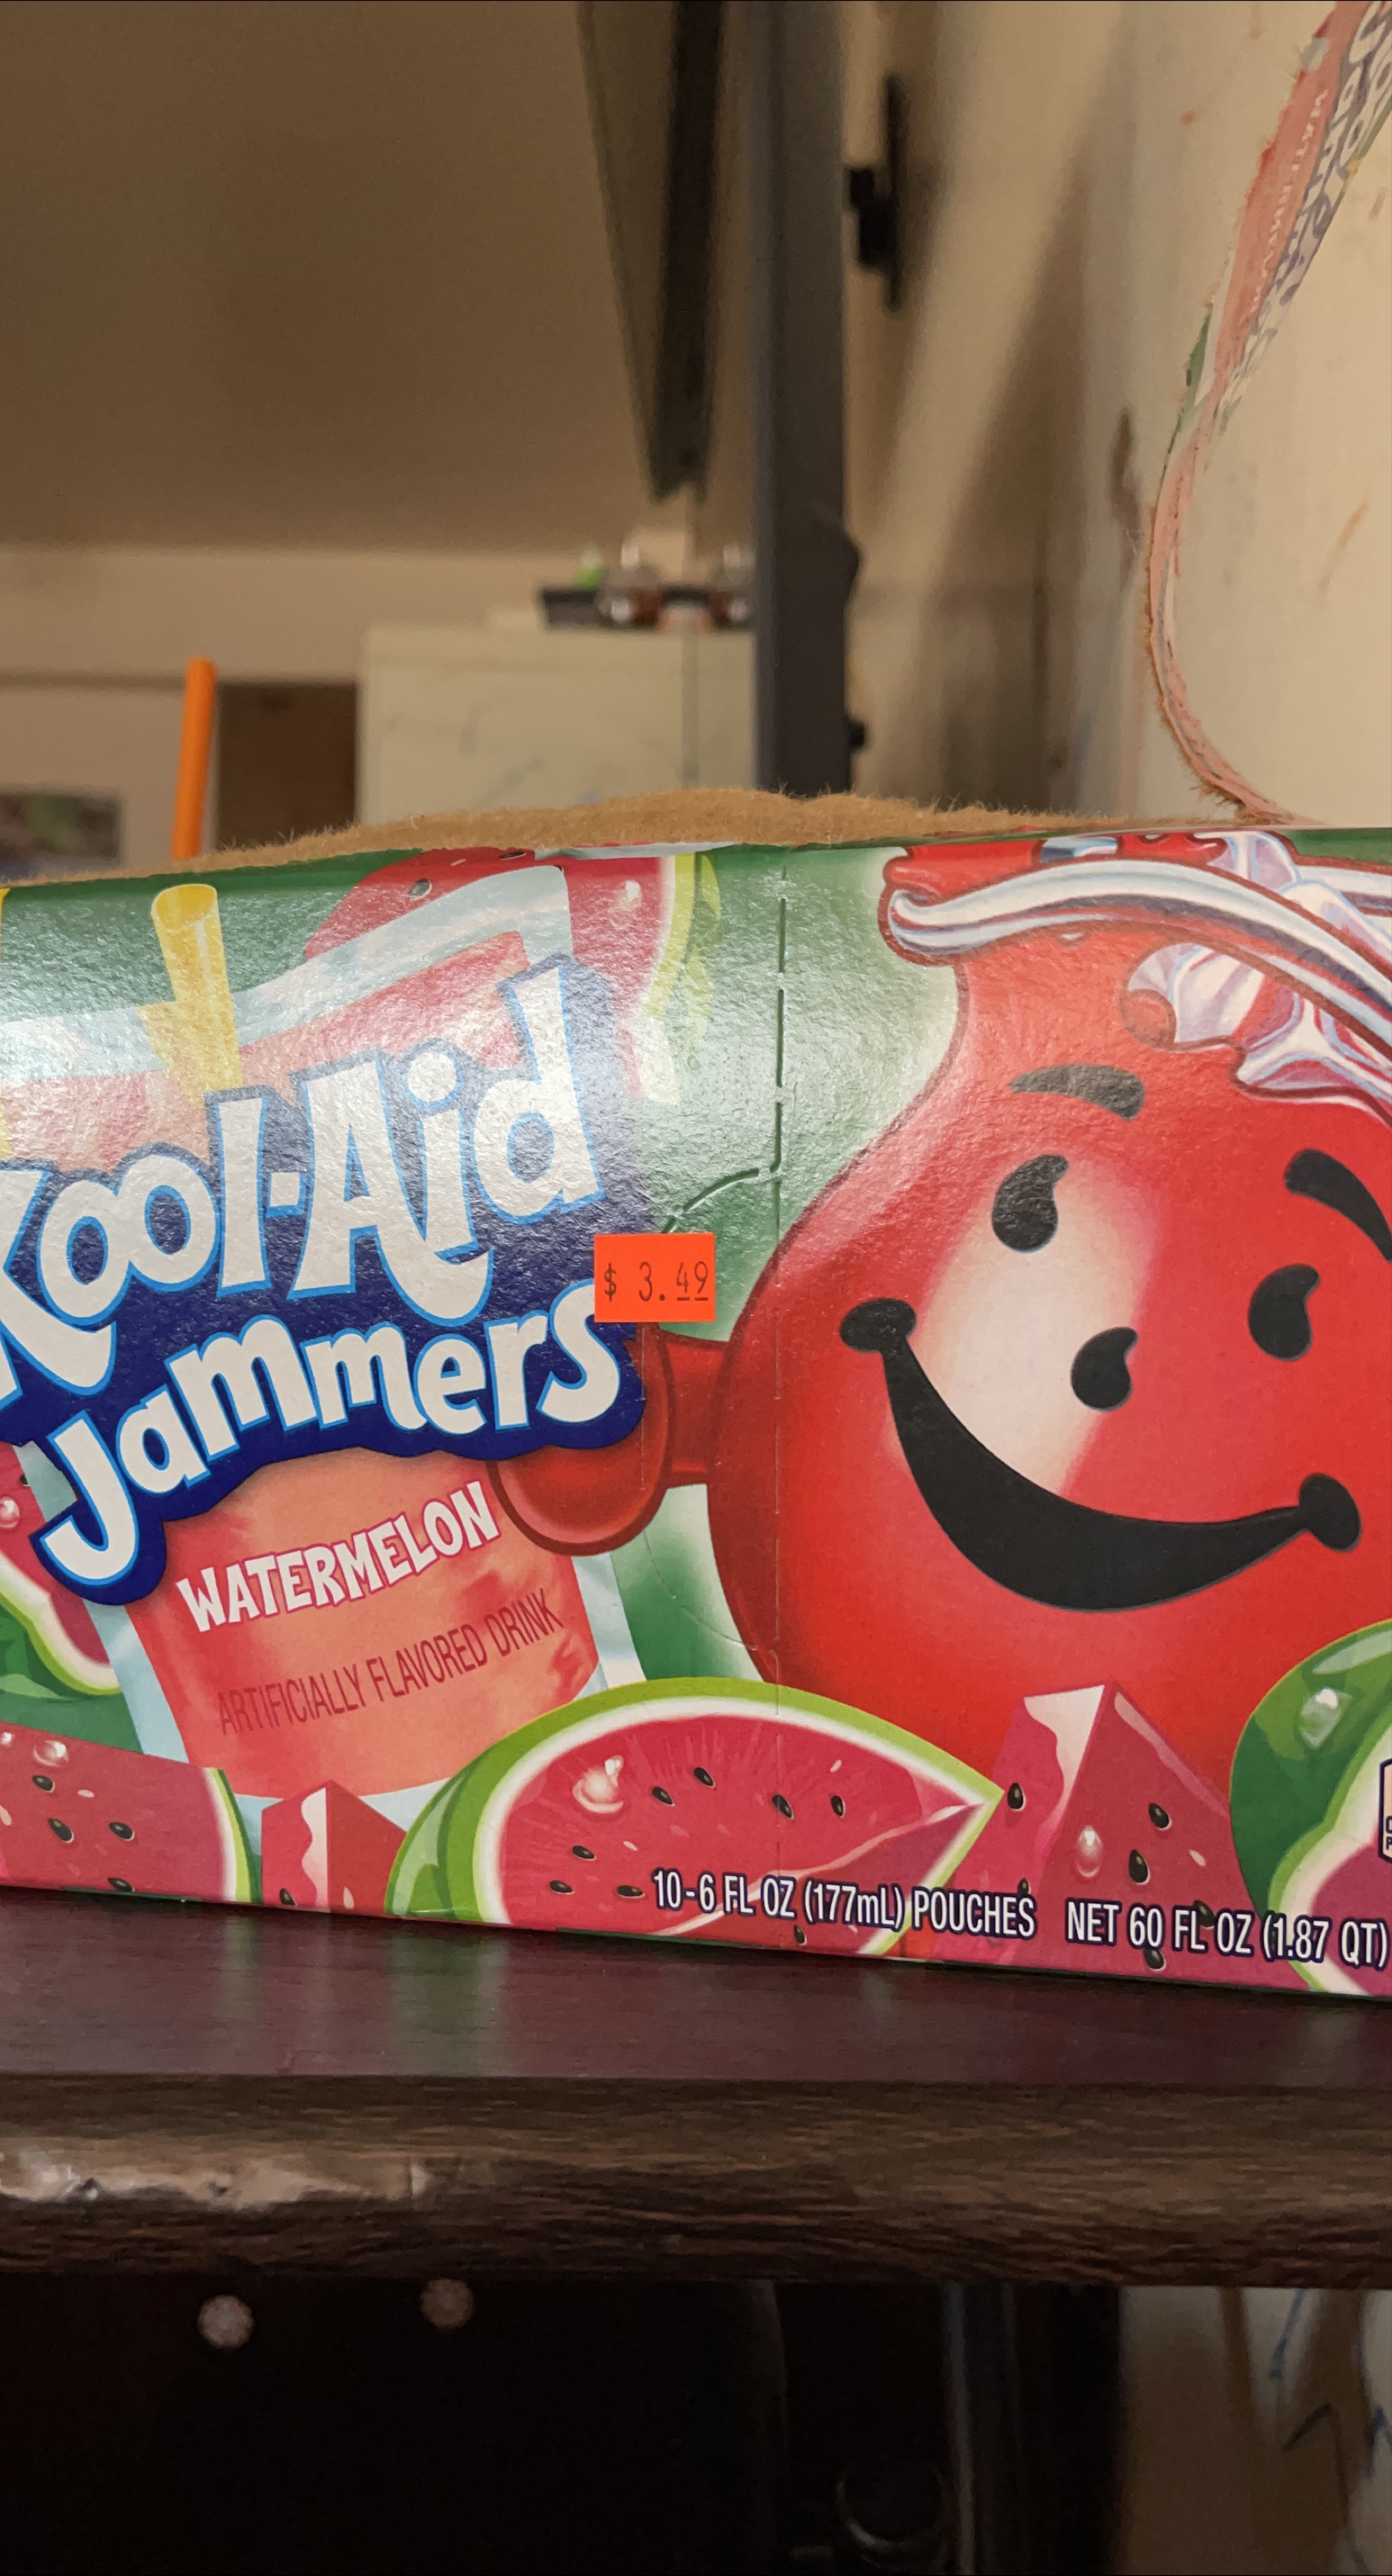 Kool-Aid
Jammers
$ 3.49
WATERMELON
ARTIFICIALLY FLAVORED DRINK
10-6 FL OZ (177mL) POUCHES NET 60 FL OZ (1.87 QT)